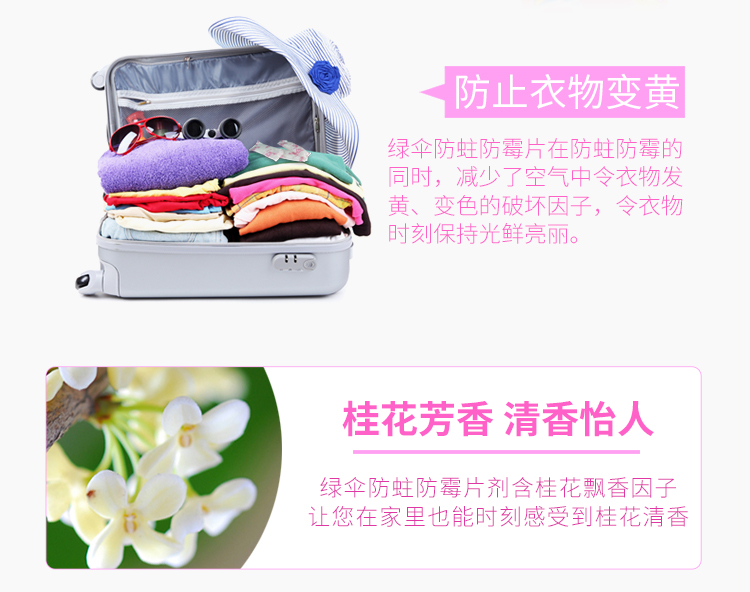 防止衣物变黄
绿伞防蛀防霉片在防蛀防霉的
同时，减少了空气中令衣物发
黄、变色的破坏因子，令衣物
时刻保持光鲜亮丽。
桂花芳香 清香怡人
绿伞防蛀防霉片剂含桂花飘香因子
让您在家里也能时刻感受到桂花清香